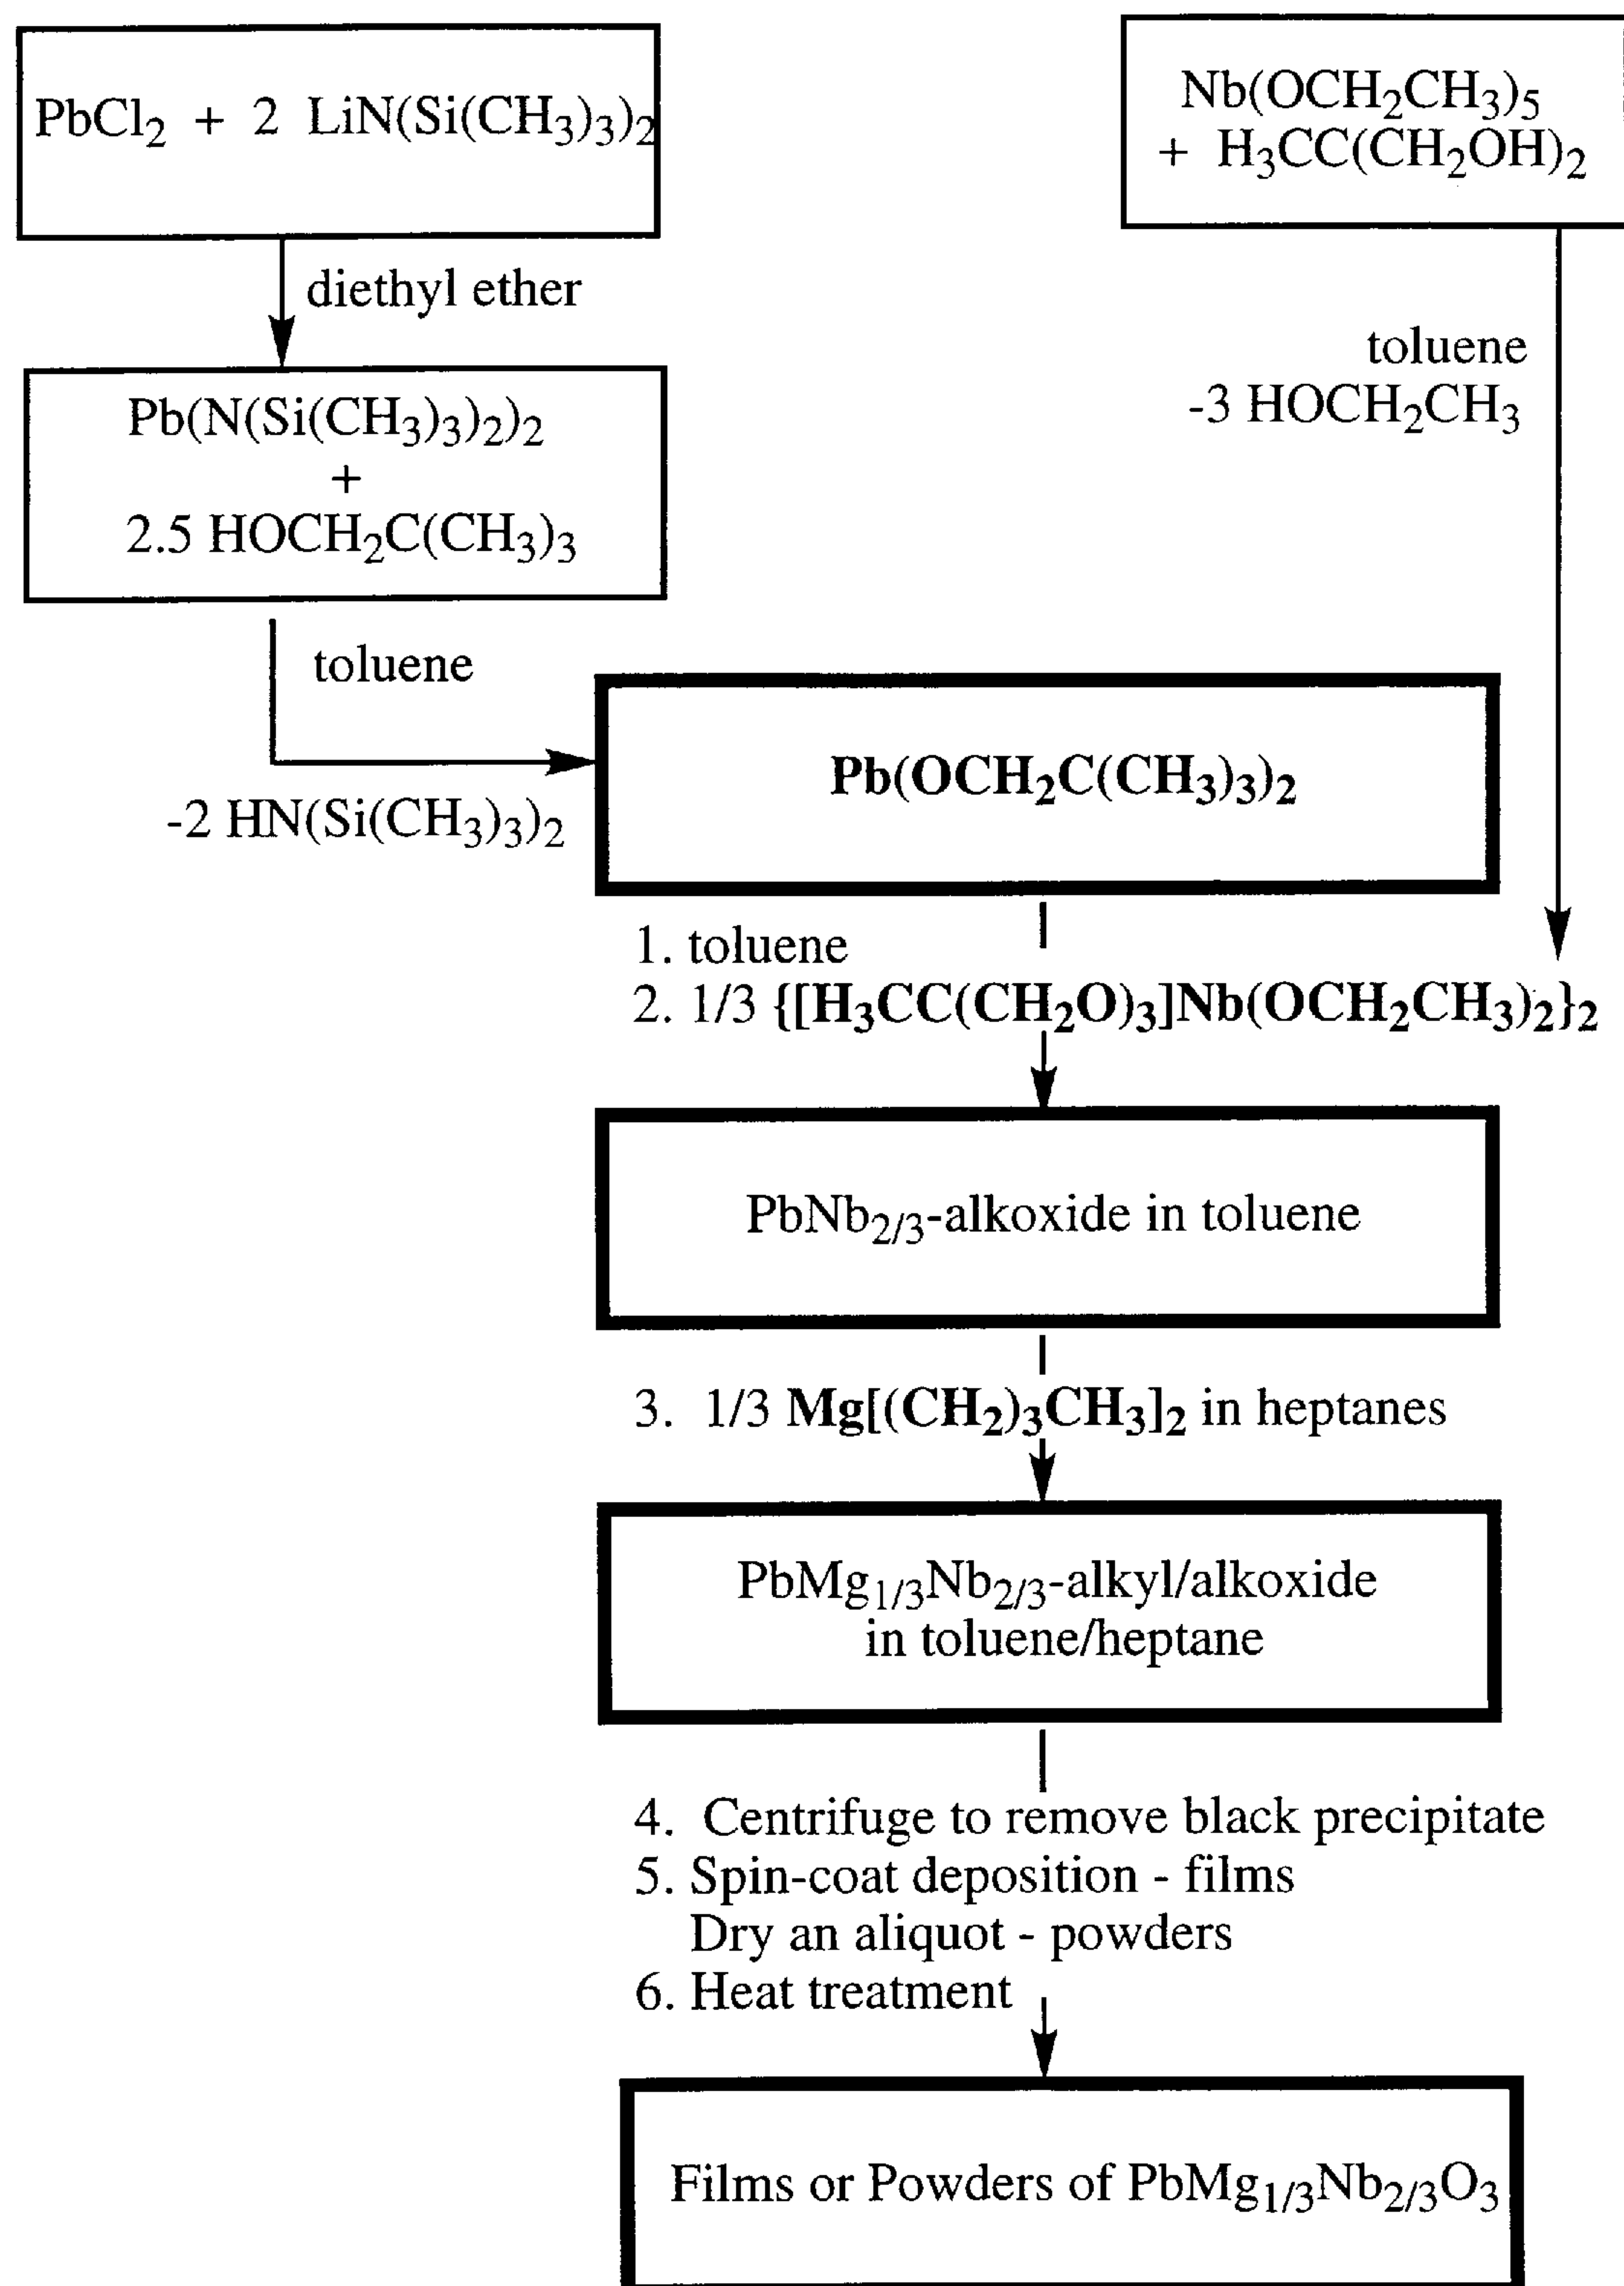 PbCl₂ + 2 LiN(Si(CH₃)₃)₂
Nb(OCH₂CH₃)₅
+ H₃CC(CH₂OH)₂
diethyl ether
toluene
-3 HOCH₂CH₃
Pb(N(Si(CH₃)₃)₂)₂
+
2.5 HOCH₂C(CH₃)₃
toluene
-2 HN(Si(CH₃)₃)₂
Pb(OCH₂C(CH₃)₃)₂
1. toluene
2. 1/3 {[H₃CC(CH₂O)₃]Nb(OCH₂CH₃)₂}₂
PbNb₂/₃-alkoxide in toluene
3. 1/3 Mg[(CH₂)₃CH₃]₂ in heptanes
PbMg₁/₃Nb₂/₃-alkyl/alkoxide
in toluene/heptane
4. Centrifuge to remove black precipitate
5. Spin-coat deposition - films
Dry an aliquot - powders
6. Heat treatment
Films or Powders of PbMg₁/₃Nb₂/₃O₃